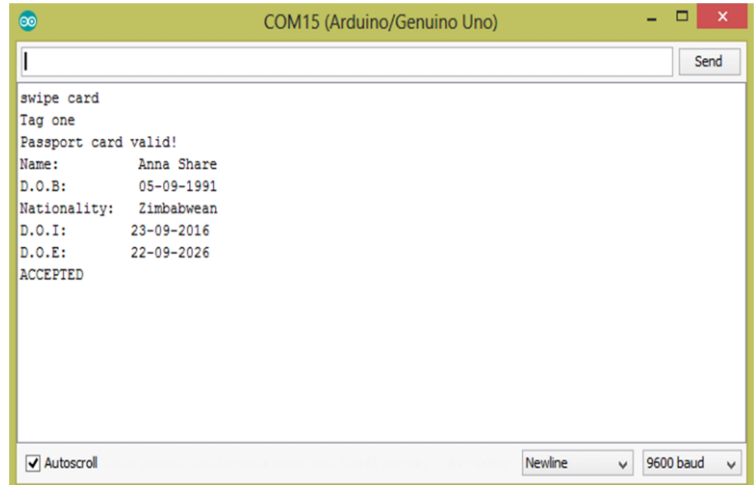 COM15 (Arduino/Genuino Uno)
Send
swipe card
Tag one
Passport card valid!
Name: Anna Share
D.O.B: 05-09-1991
Nationality: Zimbabwean
D.O.I: 23-09-2016
D.O.E: 22-09-2026
ACCEPTED
Autoscroll Newline 9600 baud